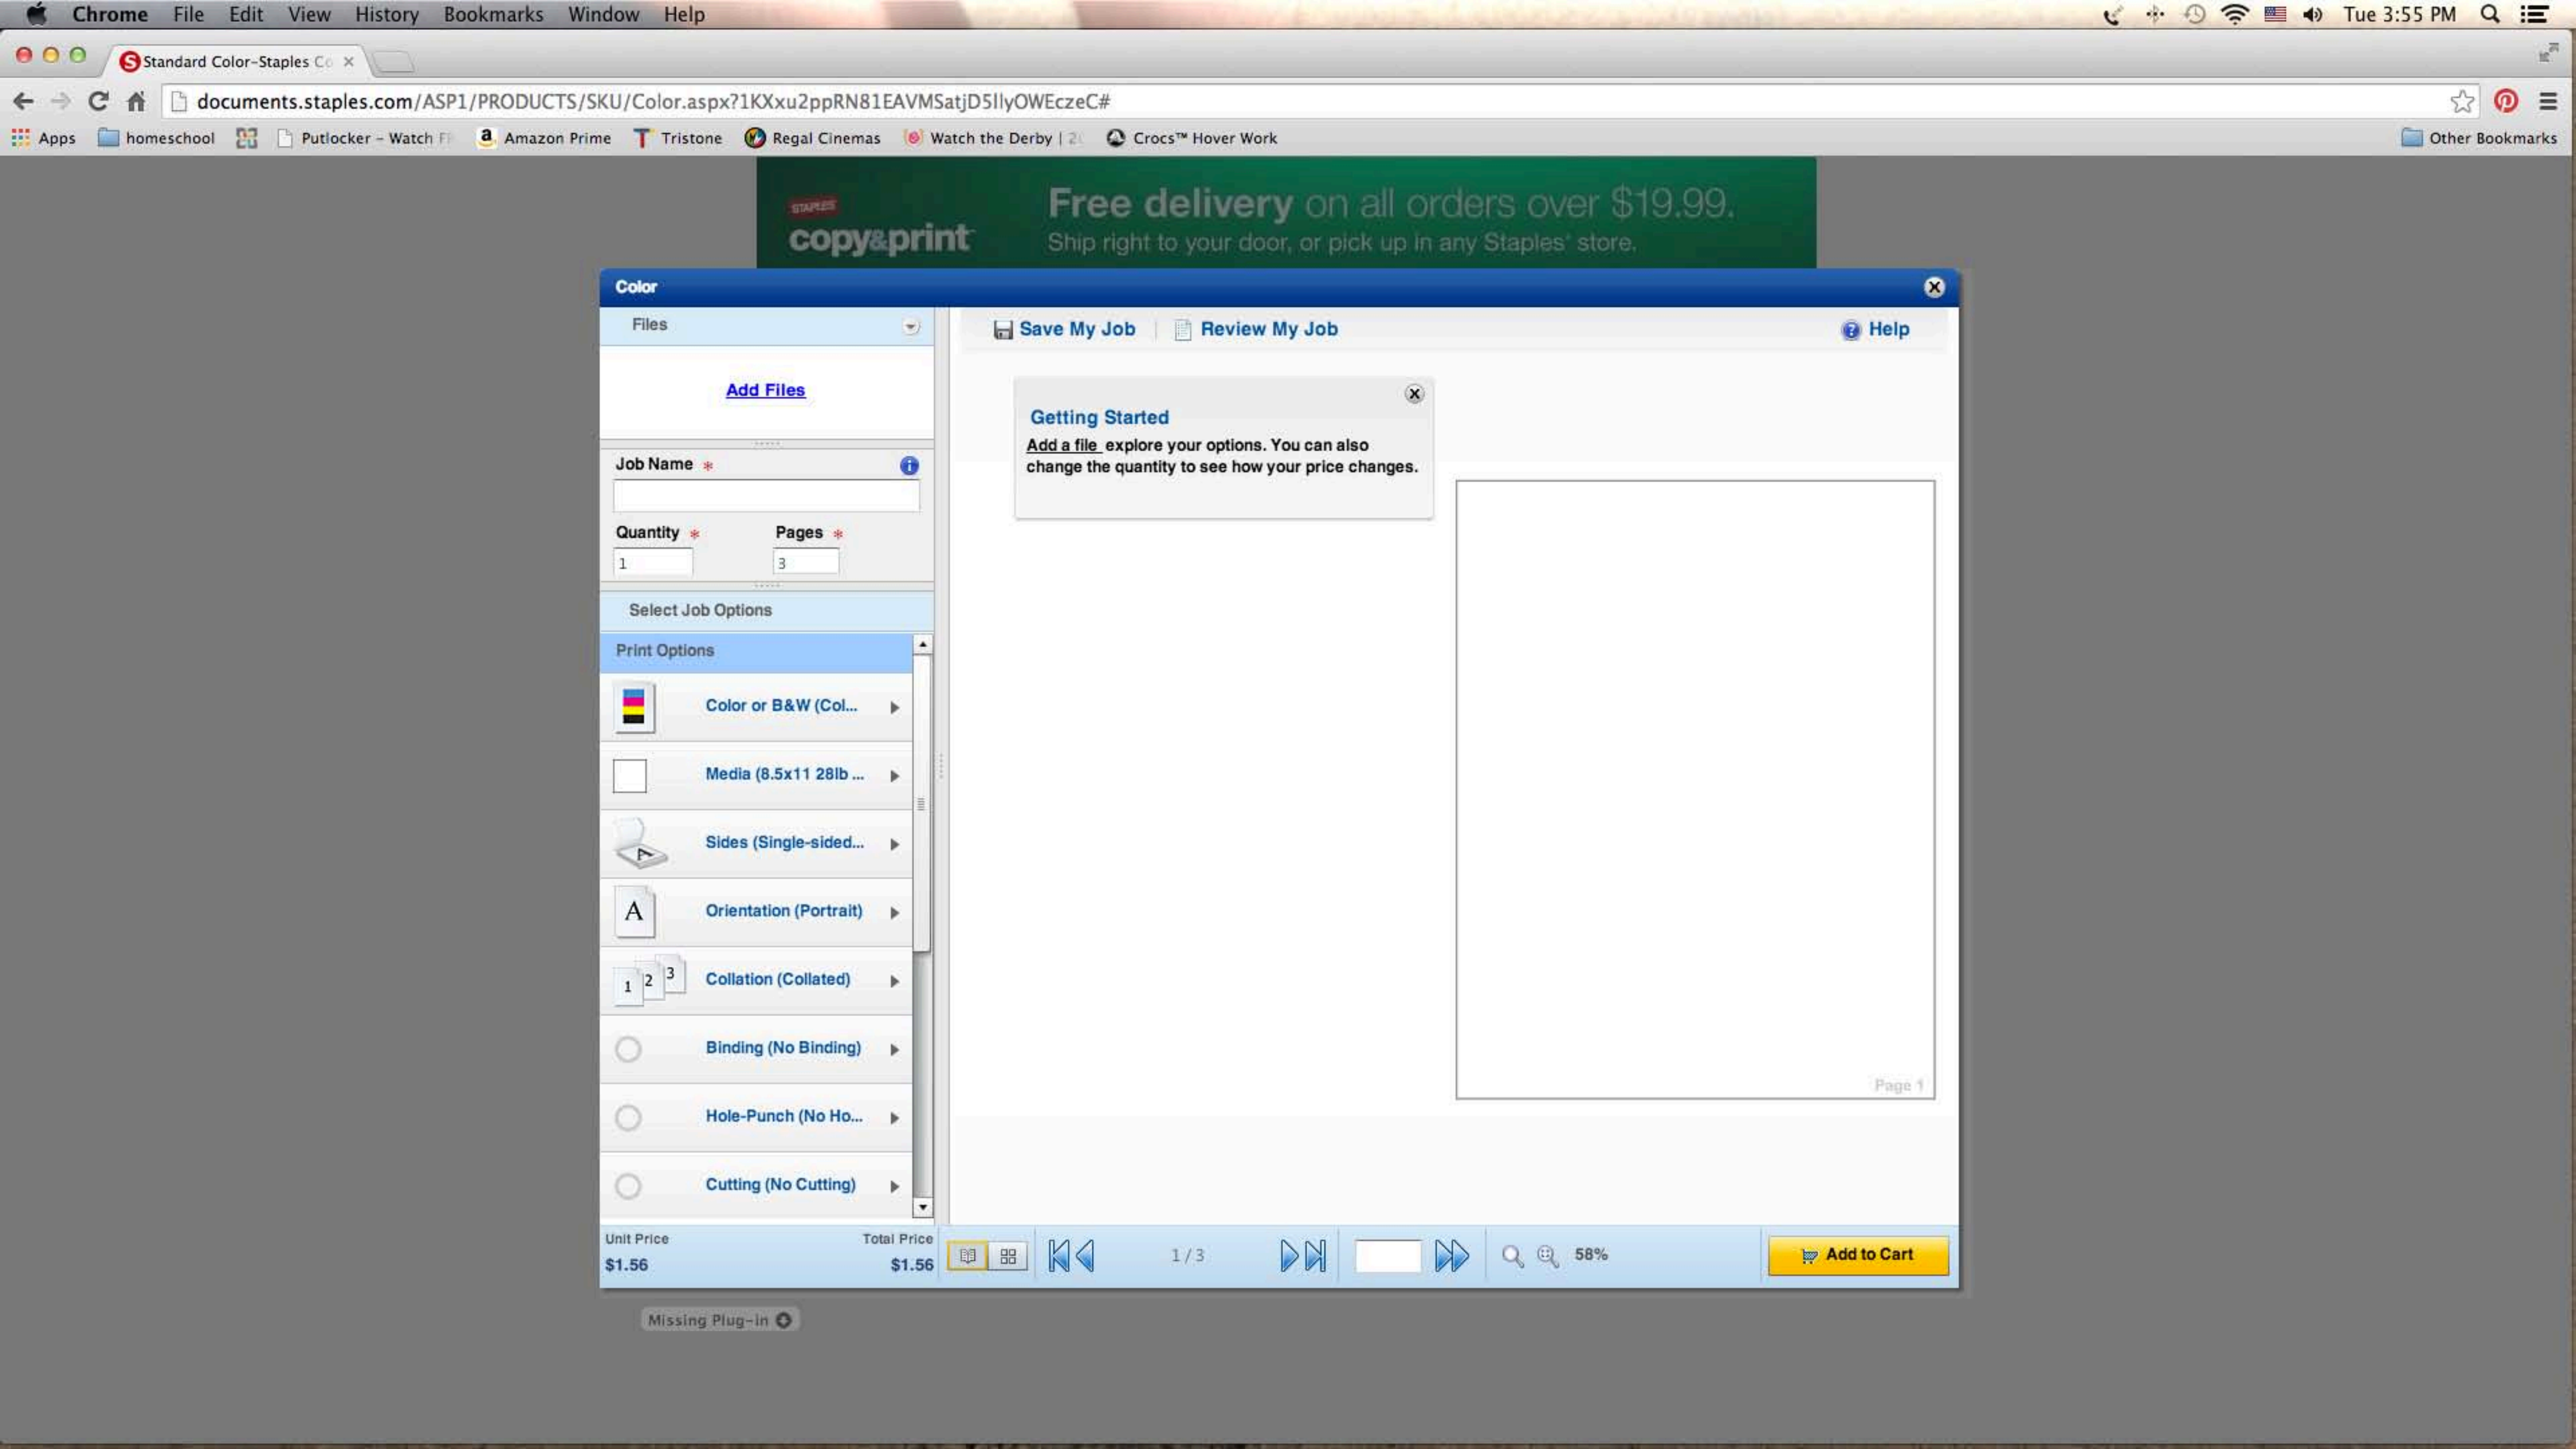 Chrome File Edit View History Bookmarks Window Help Tue 3:55 PM
Standard Color-Staples Co
documents.staples.com/ASP1/PRODUCTS/SKU/Color.aspx?1KXxu2ppRN81EAVMSatjD5IlyOWEczeC#
Apps homeschool Putlocker - Watch Amazon Prime Tristone Regal Cinemas Watch the Derby | Crocs™ Hover Work Other Bookmarks
STAPLES
copy&print
Free delivery on all orders over $19.99.
Ship right to your door, or pick up in any Staples® store.
Color
Files
Add Files
Save My Job
Review My Job
Help
Getting Started
Add a file explore your options. You can also
change the quantity to see how your price changes.
Job Name *
Quantity * Pages *
1 3
Select Job Options
Print Options
Color or B&W (Col...
Media (8.5x11 28lb ...
Sides (Single-sided...
A Orientation (Portrait)
1 2 3 Collation (Collated)
Binding (No Binding)
Hole-Punch (No Ho...
Cutting (No Cutting)
Page 1
Unit Price Total Price
$1.56 $1.56
1 / 3
58%
Add to Cart
Missing Plug-in